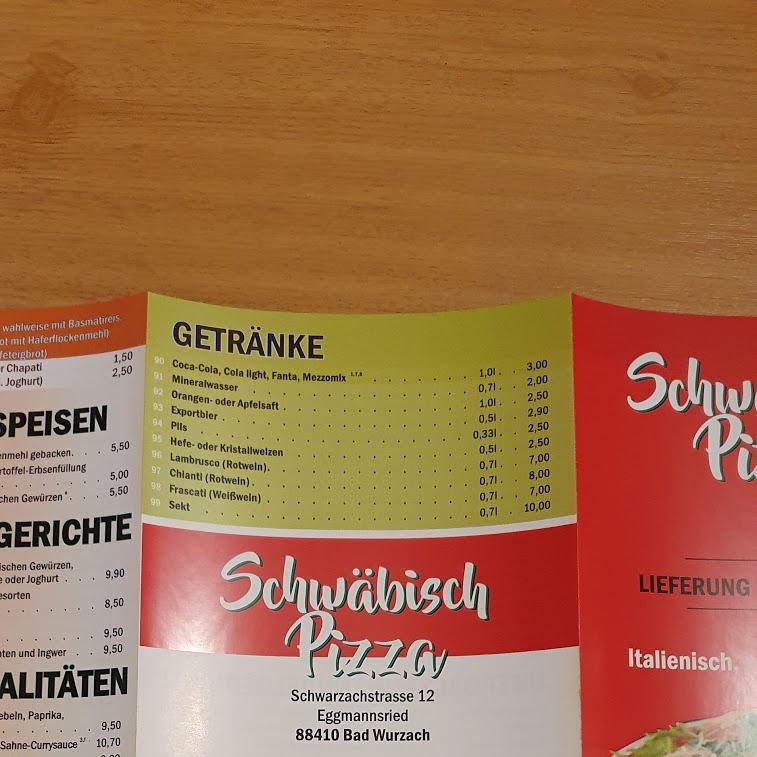 wahlweise mit Basmatireis,
ot mit Haferflockenmehl)
feteigbrot)
r Chapati 1,50
. Joghurt) 2,50
SPEISEN
enmehl gebacken. 5,50
rtoffel-Erbsenfüllung
5,00
chen Gewürzen 5,50
GERICHTE
ischen Gewürzen,
e oder Joghurt 9,90
esorten
8,50
9,50
nten und Ingwer 9,50
ALITÄTEN
ebeln, Paprika,
9,50
Sahne-Currysauce 10,70
GETRÄNKE
90 Coca-Cola, Cola light, Fanta, Mezzomix 1,7,8 1,0l 3,00
91 Mineralwasser 0,7l 2,00
92 Orangen- oder Apfelsaft 1,0l 2,50
93 Exportbier 0,5l 2,90
94 Pils 0,33l 2,50
95 Hefe- oder Kristallweizen 0,5l 2,50
96 Lambrusco (Rotwein) 0,7l 7,00
97 Chianti (Rotwein) 0,7l 8,00
98 Frascati (Weißwein) 0,7l 7,00
99 Sekt 0,7l 10,00
Schwäbisch
Pizza
Schwarzachstrasse 12
Eggmannsried
88410 Bad Wurzach
Schwä
Pi
LIEFERUNG
Italienisch,